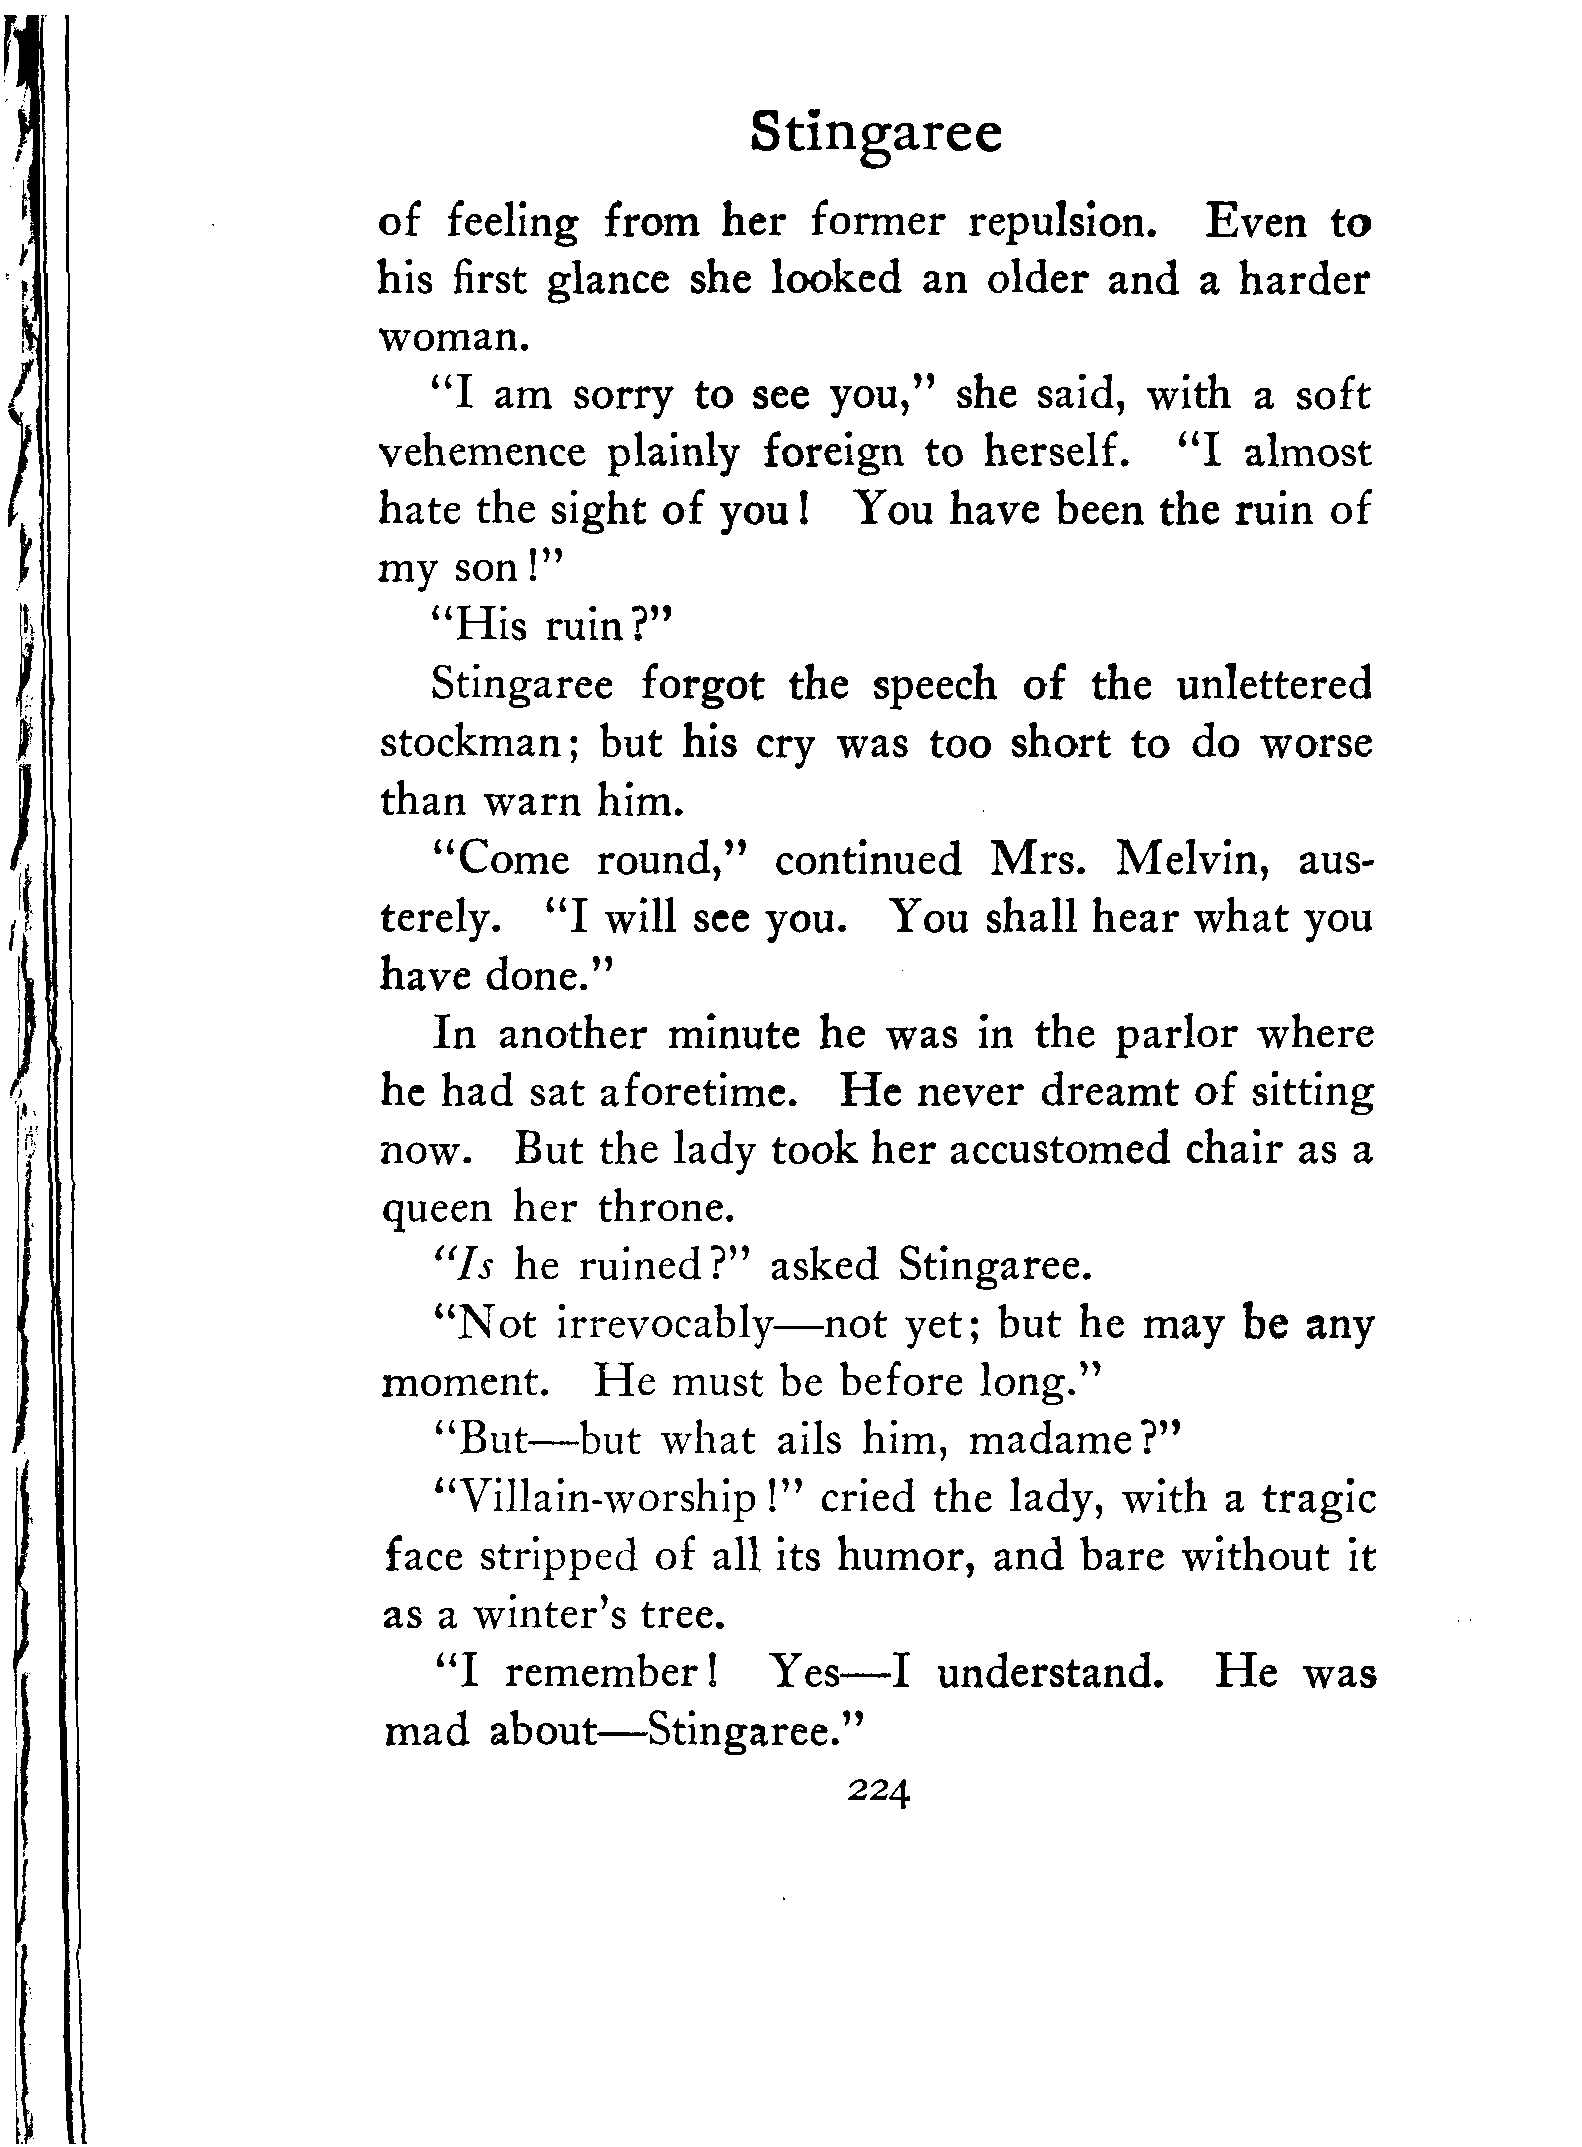 Stingaree
of feeling from her former repulsion. Even to
his first glance she looked an older and a harder
woman.
"I am sorry to see you," she said, with a soft
vehemence plainly foreign to herself. "I almost
hate the sight of you! You have been the ruin of
my son!"
"His ruin?"
Stingaree forgot the speech of the unlettered
stockman; but his cry was too short to do worse
than warn him.
"Come round," continued Mrs. Melvin, aus-
terely. "I will see you. You shall hear what you
have done."
In another minute he was in the parlor where
he had sat aforetime. He never dreamt of sitting
now. But the lady took her accustomed chair as a
queen her throne.
"Is he ruined?" asked Stingaree.
"Not irrevocably—not yet; but he may be any
moment. He must be before long."
"But—but what ails him, madame?"
"Villain-worship!" cried the lady, with a tragic
face stripped of all its humor, and bare without it
as a winter's tree.
"I remember! Yes—I understand. He was
mad about—Stingaree."
224